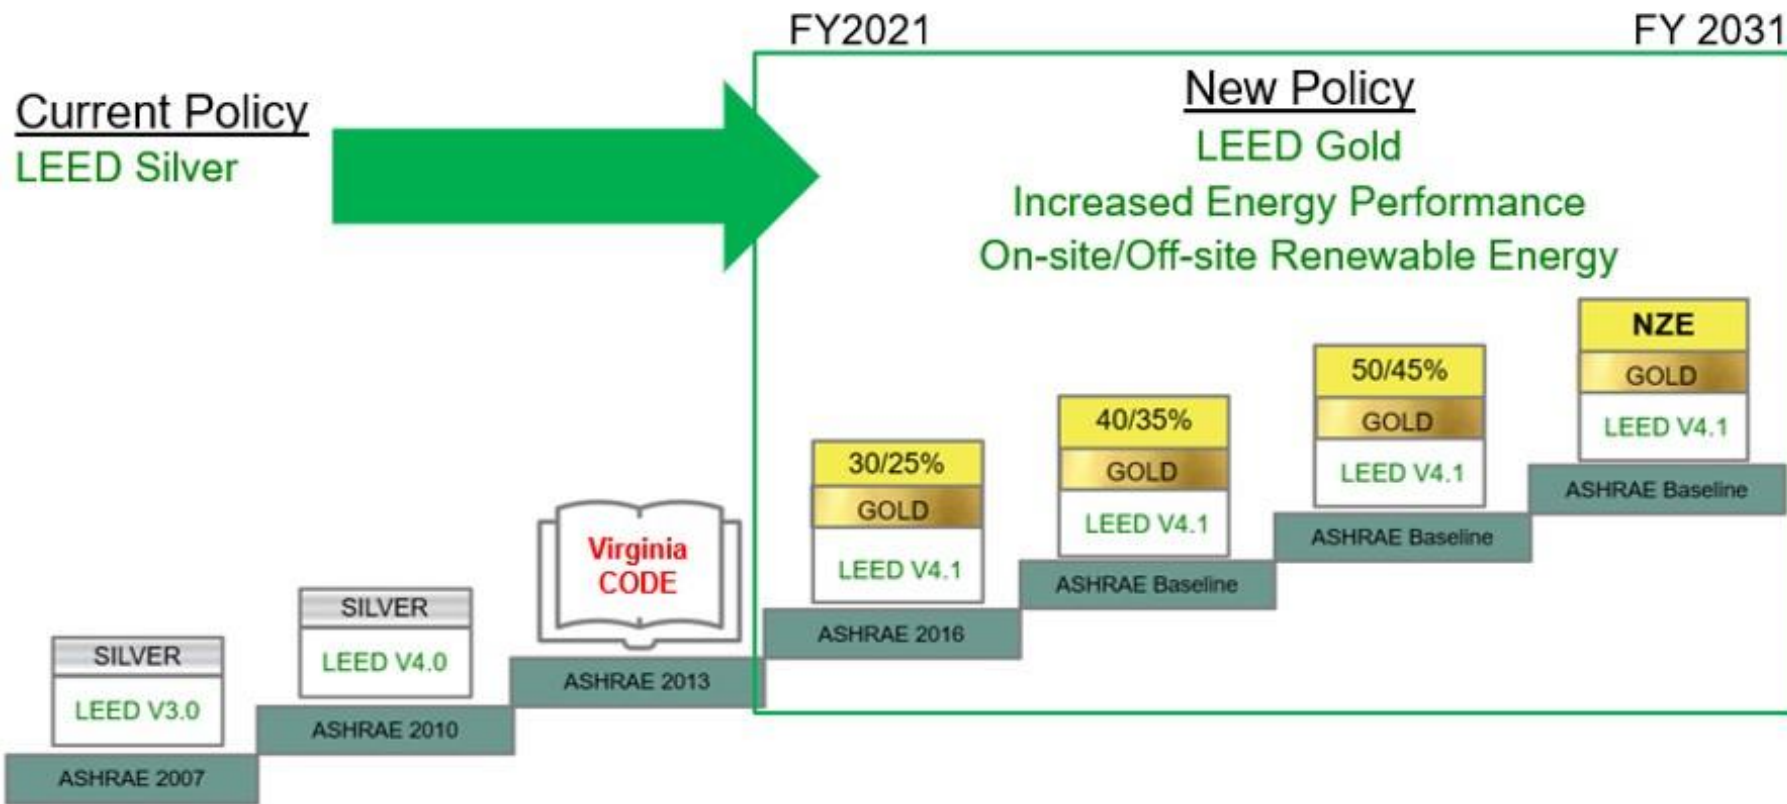 FY2021
FY 2031
Current Policy
LEED Silver
New Policy
LEED Gold
Increased Energy Performance
On-site/Off-site Renewable Energy
SILVER
LEED V3.0
ASHRAE 2007
SILVER
LEED V4.0
ASHRAE 2010
Virginia
CODE
ASHRAE 2013
30/25%
GOLD
LEED V4.1
ASHRAE 2016
40/35%
GOLD
LEED V4.1
ASHRAE Baseline
50/45%
GOLD
LEED V4.1
ASHRAE Baseline
NZE
GOLD
LEED V4.1
ASHRAE Baseline